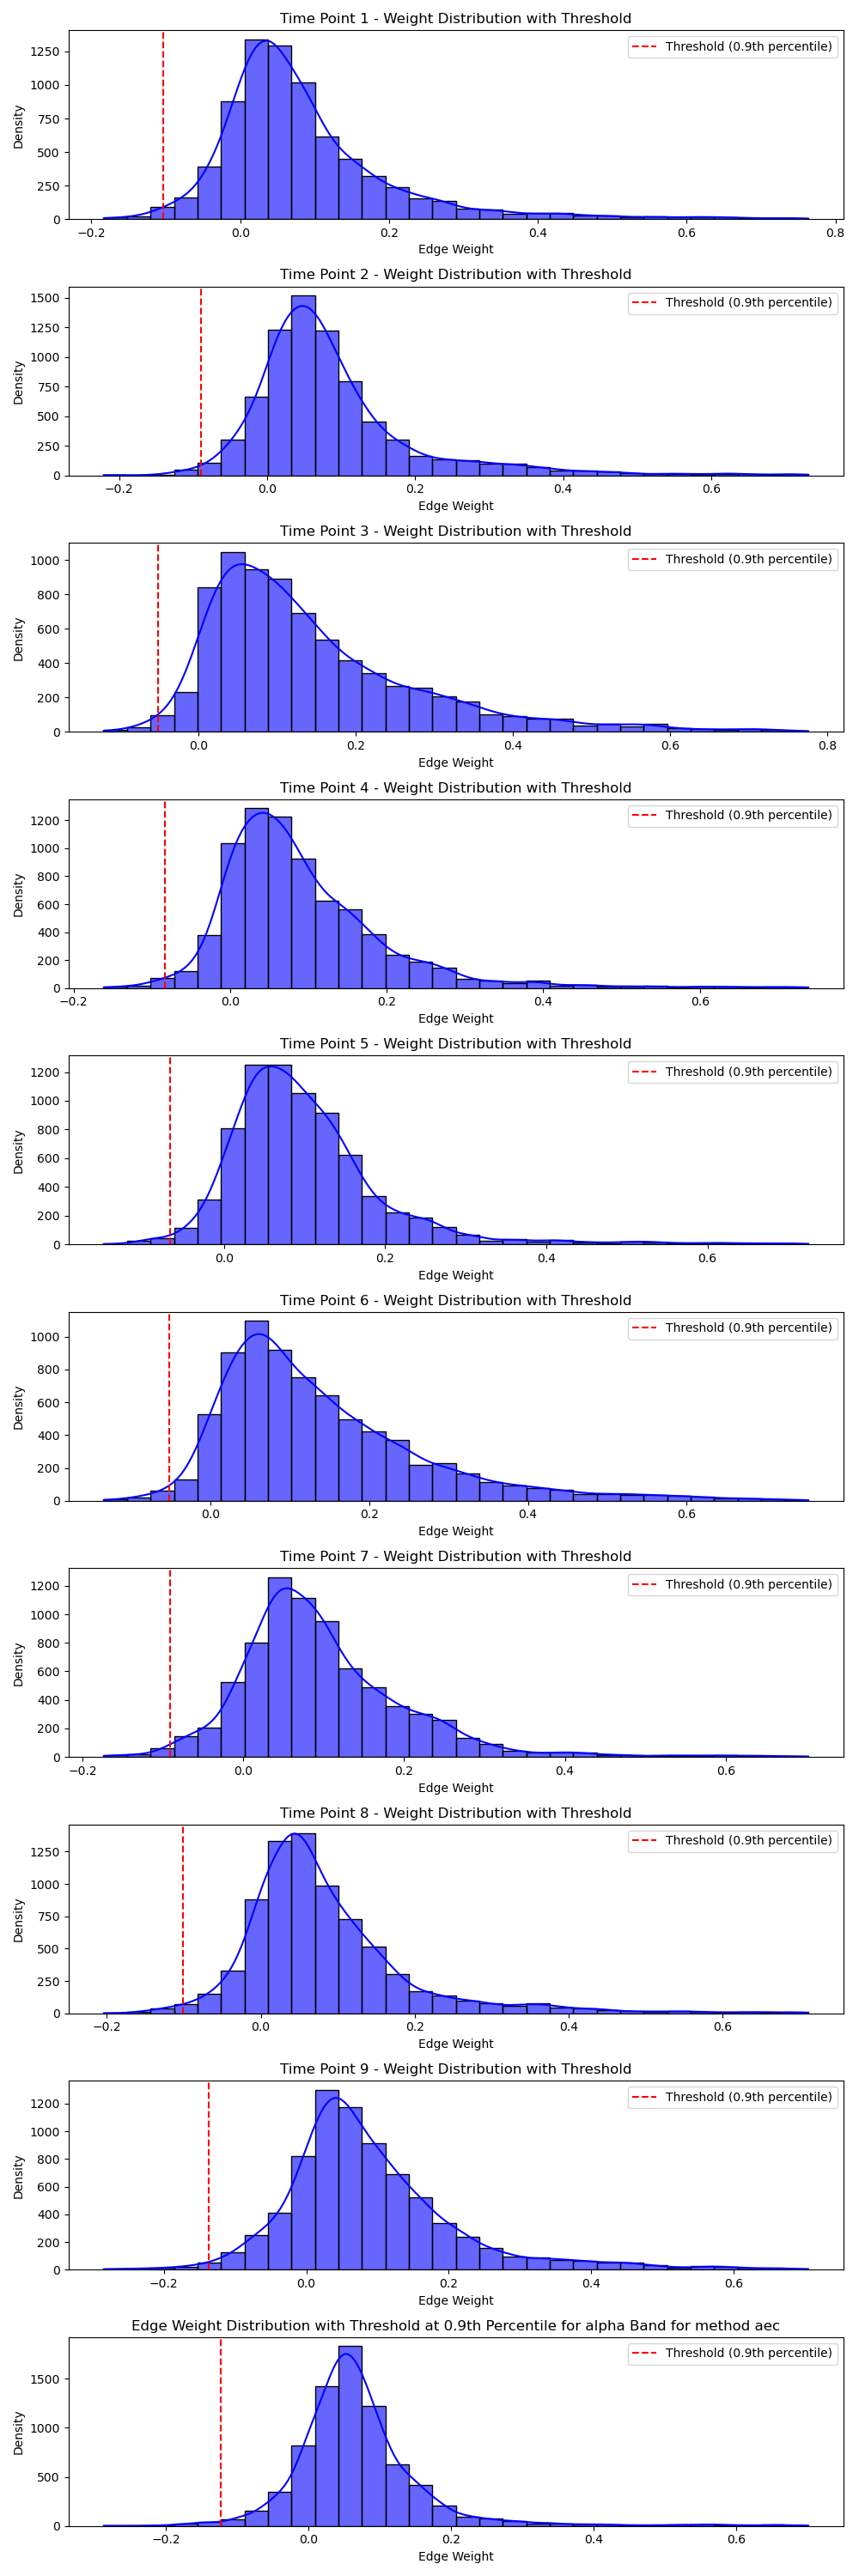 Time Point 1 - Weight Distribution with Threshold
Threshold (0.9th percentile)
Density
1250
1000
750
500
250
0
−0.2 0.0 0.2 0.4 0.6 0.8
Edge Weight
Time Point 2 - Weight Distribution with Threshold
Threshold (0.9th percentile)
Density
1500
1250
1000
750
500
250
0
−0.2 0.0 0.2 0.4 0.6
Edge Weight
Time Point 3 - Weight Distribution with Threshold
Threshold (0.9th percentile)
Density
1000
800
600
400
200
0
0.0 0.2 0.4 0.6 0.8
Edge Weight
Time Point 4 - Weight Distribution with Threshold
Threshold (0.9th percentile)
Density
1200
1000
800
600
400
200
0
−0.2 0.0 0.2 0.4 0.6
Edge Weight
Time Point 5 - Weight Distribution with Threshold
Threshold (0.9th percentile)
Density
1200
1000
800
600
400
200
0
0.0 0.2 0.4 0.6
Edge Weight
Time Point 6 - Weight Distribution with Threshold
Threshold (0.9th percentile)
Density
1000
800
600
400
200
0
0.0 0.2 0.4 0.6
Edge Weight
Time Point 7 - Weight Distribution with Threshold
Threshold (0.9th percentile)
Density
1200
1000
800
600
400
200
0
−0.2 0.0 0.2 0.4 0.6
Edge Weight
Time Point 8 - Weight Distribution with Threshold
Threshold (0.9th percentile)
Density
1250
1000
750
500
250
0
−0.2 0.0 0.2 0.4 0.6
Edge Weight
Time Point 9 - Weight Distribution with Threshold
Threshold (0.9th percentile)
Density
1200
1000
800
600
400
200
0
−0.2 0.0 0.2 0.4 0.6
Edge Weight
Edge Weight Distribution with Threshold at 0.9th Percentile for alpha Band for method aec
Threshold (0.9th percentile)
Density
1500
1000
500
0
−0.2 0.0 0.2 0.4 0.6
Edge Weight